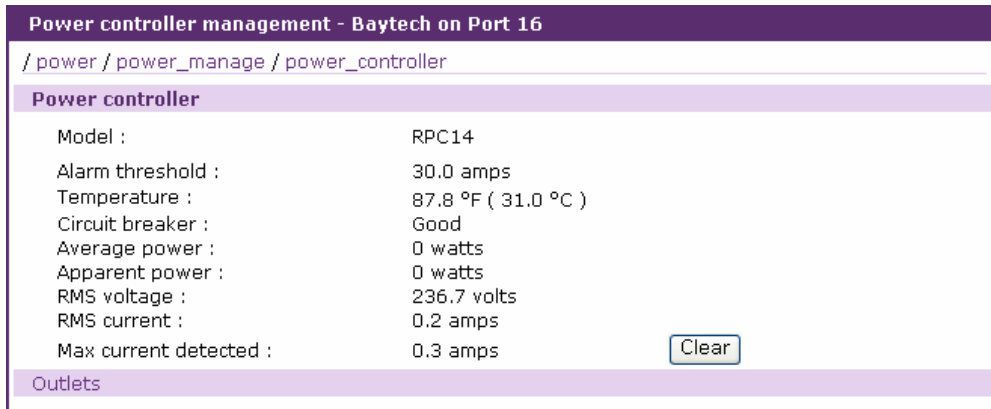 Power controller management - Baytech on Port 16
/ power / power_manage / power_controller
Power controller
Model : RPC14
Alarm threshold : 30.0 amps
Temperature : 87.8 ºF ( 31.0 ºC )
Circuit breaker : Good
Average power : 0 watts
Apparent power : 0 watts
RMS voltage : 236.7 volts
RMS current : 0.2 amps
Max current detected : 0.3 amps Clear
Outlets